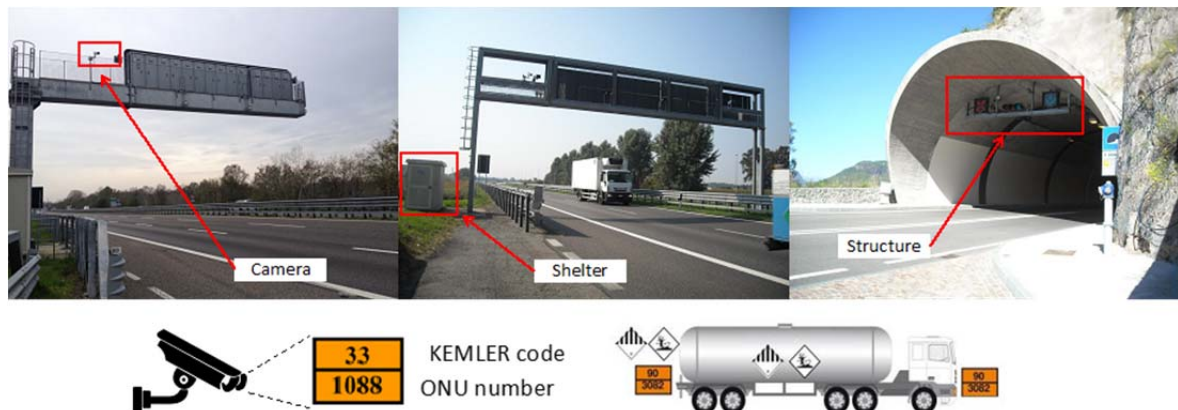 Camera
Shelter
Structure
33
1088
KEMLER code
ONU number
90
3082
90
3082